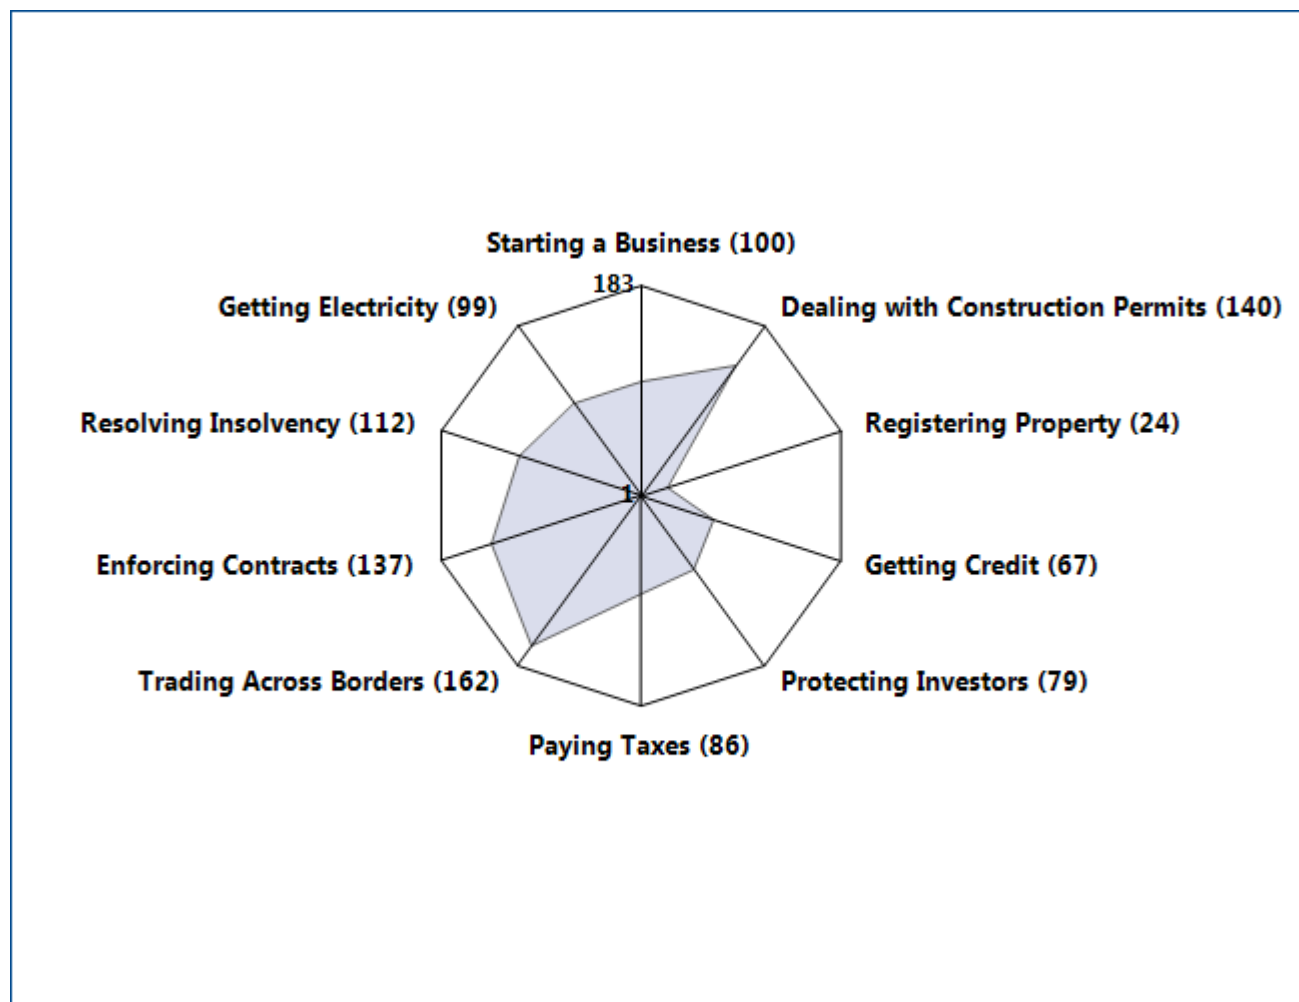 Starting a Business (100)
183
Getting Electricity (99)
Dealing with Construction Permits (140)
Resolving Insolvency (112)
Registering Property (24)
1
Enforcing Contracts (137)
Getting Credit (67)
Trading Across Borders (162)
Protecting Investors (79)
Paying Taxes (86)